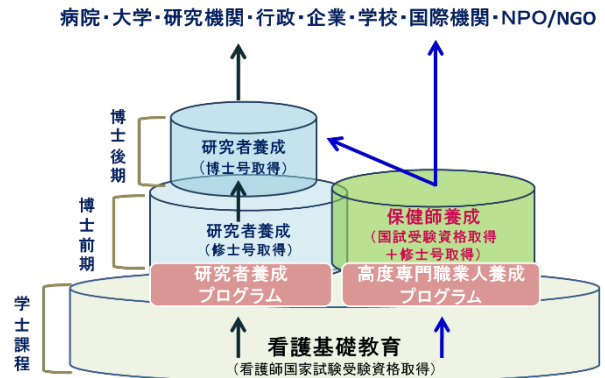 病院・大学・研究機関・行政・企業・学校・国際機関・NPO/NGO
博士後期
研究者養成
（博士号取得）
博士前期
研究者養成
（修士号取得）
保健師養成
（国試受験資格取得
＋修士号取得）
研究者養成
プログラム
高度専門職業人養成
プログラム
学士課程
看護基礎教育
（看護師国家試験受験資格取得）